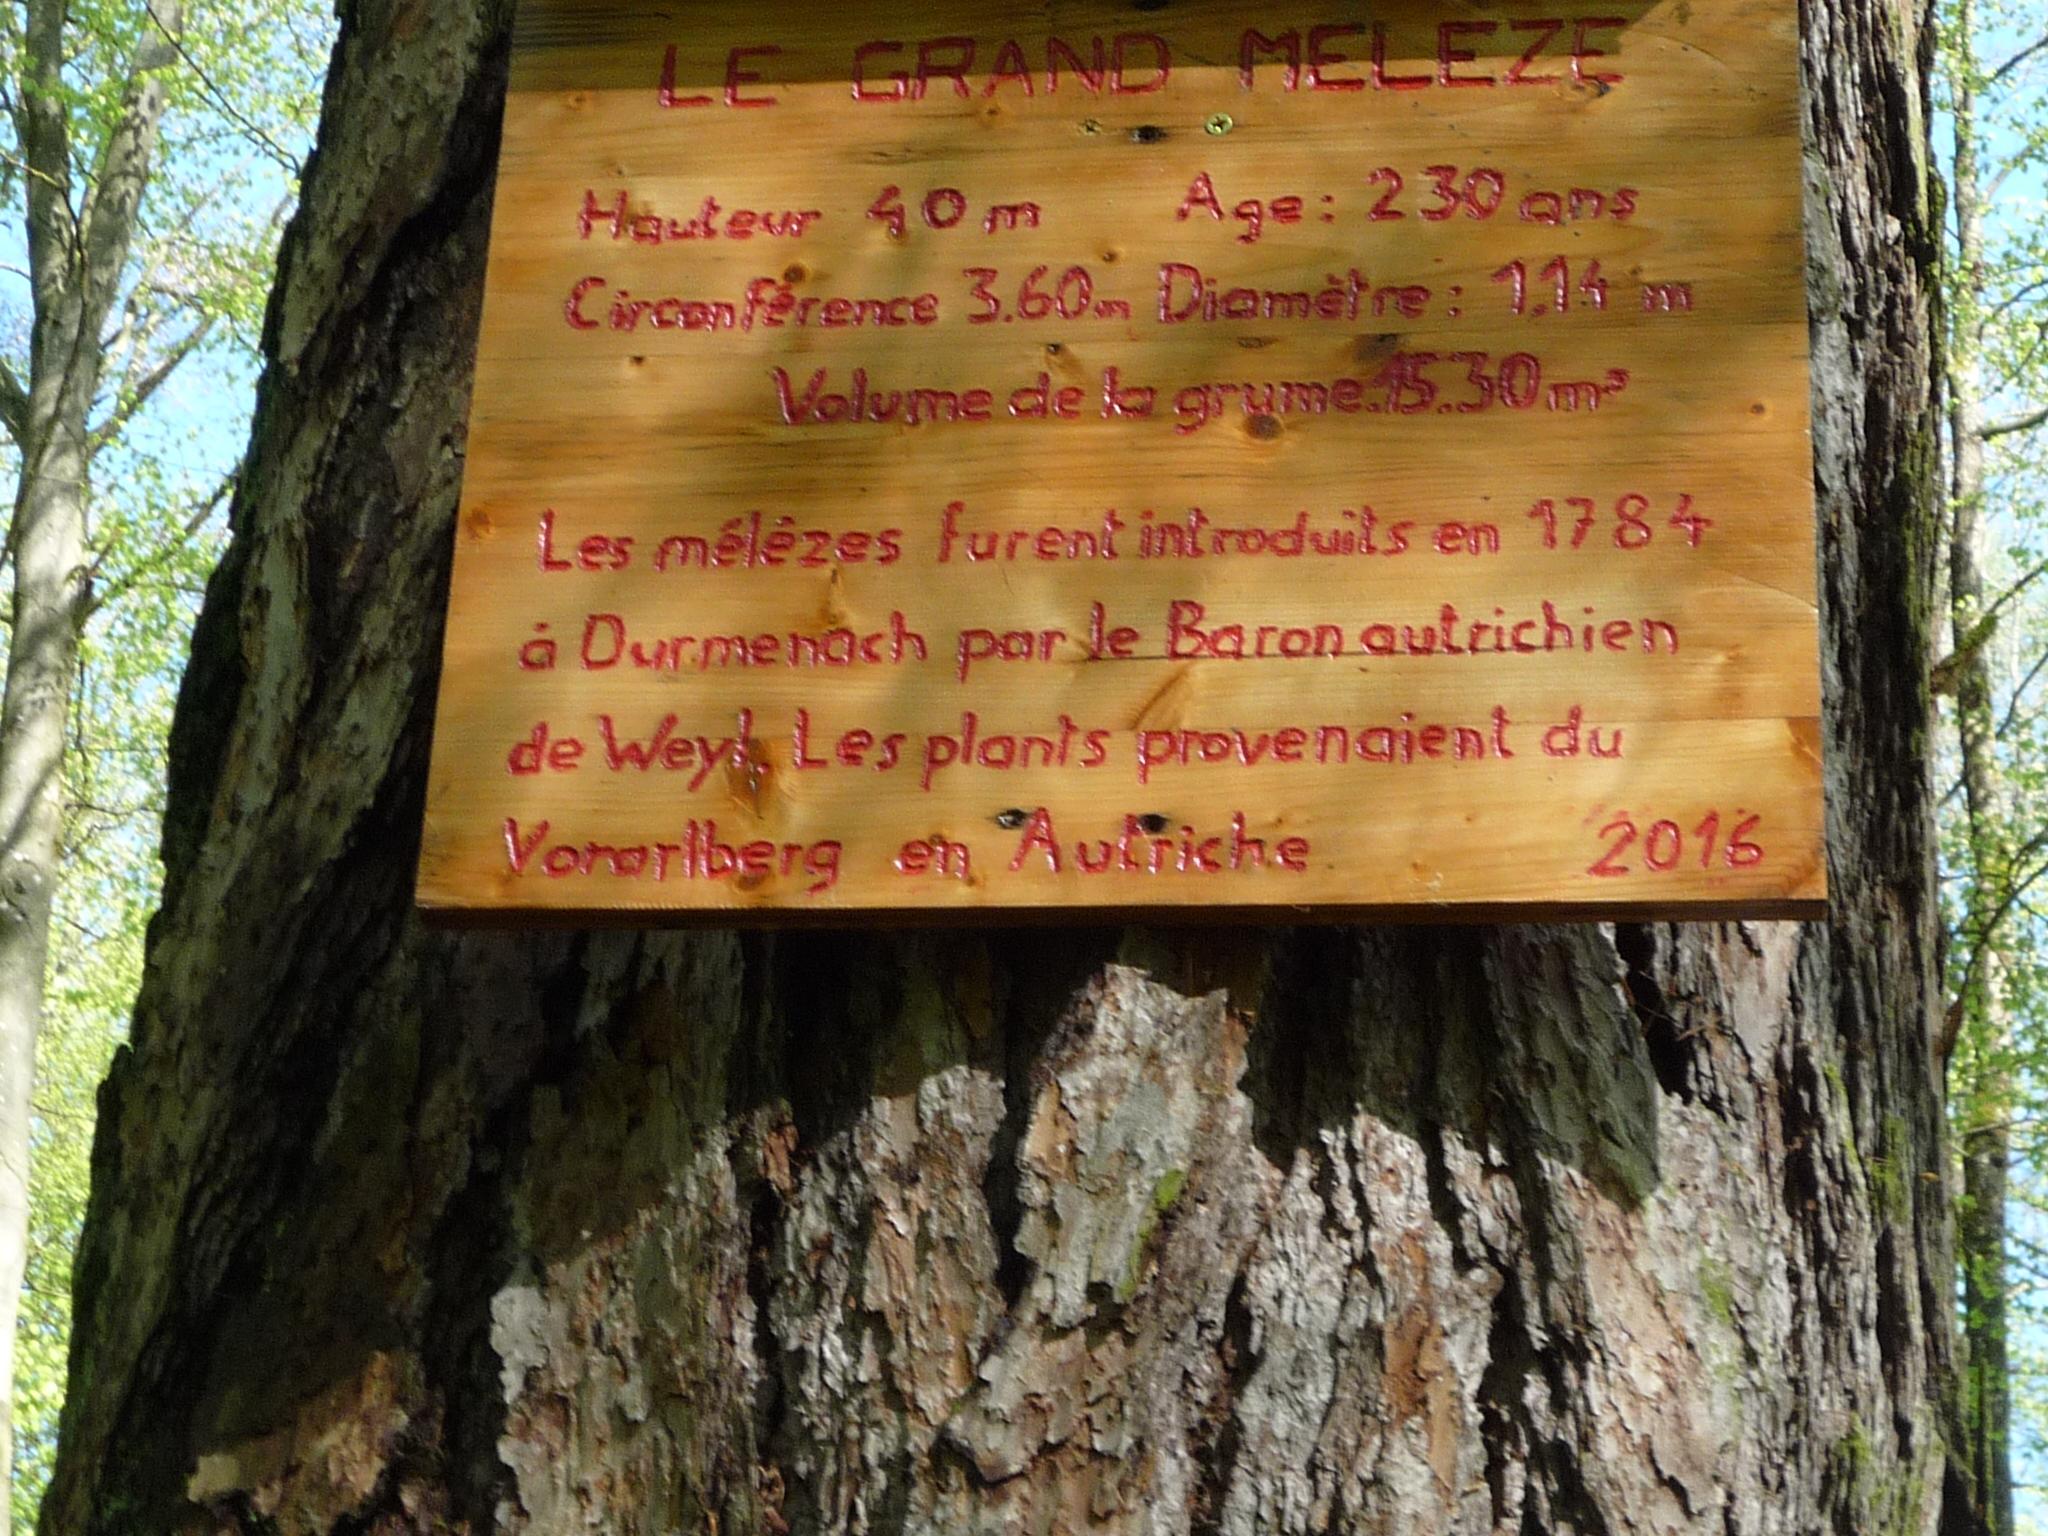 LE GRAND MELEZE
Hauteur 40 m Age : 230 ans
Circonférence 3.60m Diamètre : 1,14 m
Volume de la grume.15.30 m³
Les mélézes furent introduits en 1784
à Durmenach par le Baron autrichien
de Weyl. Les plants provenaient du
Vorarlberg en Autriche 2016